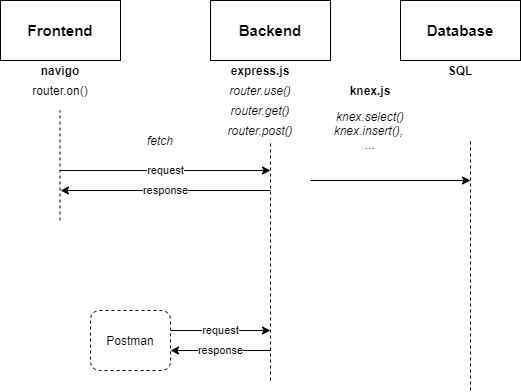 Frontend
Backend
Database
navigo
express.js
SQL
router.on()
router.use()
knex.js
router.get()
knex.select()
router.post()
knex.insert(),
...
fetch
request
response
Postman
request
response